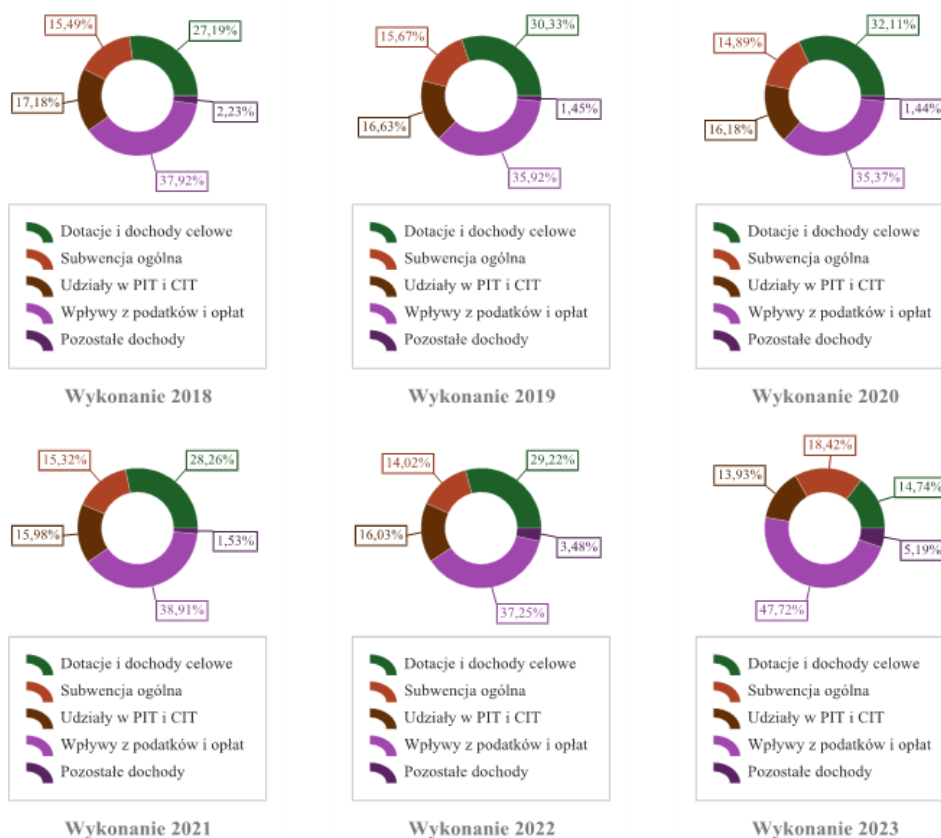 15,49%
27,19%
17,18%
2,23%
37,92%
Dotacje i dochody celowe
Subwencja ogólna
Udziały w PIT i CIT
Wpływy z podatków i opłat
Pozostałe dochody
Wykonanie 2018
15,67%
30,33%
16,63%
1,45%
35,92%
Dotacje i dochody celowe
Subwencja ogólna
Udziały w PIT i CIT
Wpływy z podatków i opłat
Pozostałe dochody
Wykonanie 2019
14,89%
32,11%
16,18%
1,44%
35,37%
Dotacje i dochody celowe
Subwencja ogólna
Udziały w PIT i CIT
Wpływy z podatków i opłat
Pozostałe dochody
Wykonanie 2020
15,32%
28,26%
15,98%
1,53%
38,91%
Dotacje i dochody celowe
Subwencja ogólna
Udziały w PIT i CIT
Wpływy z podatków i opłat
Pozostałe dochody
Wykonanie 2021
14,02%
29,22%
16,03%
3,48%
37,25%
Dotacje i dochody celowe
Subwencja ogólna
Udziały w PIT i CIT
Wpływy z podatków i opłat
Pozostałe dochody
Wykonanie 2022
18,42%
13,93%
14,74%
5,19%
47,72%
Dotacje i dochody celowe
Subwencja ogólna
Udziały w PIT i CIT
Wpływy z podatków i opłat
Pozostałe dochody
Wykonanie 2023